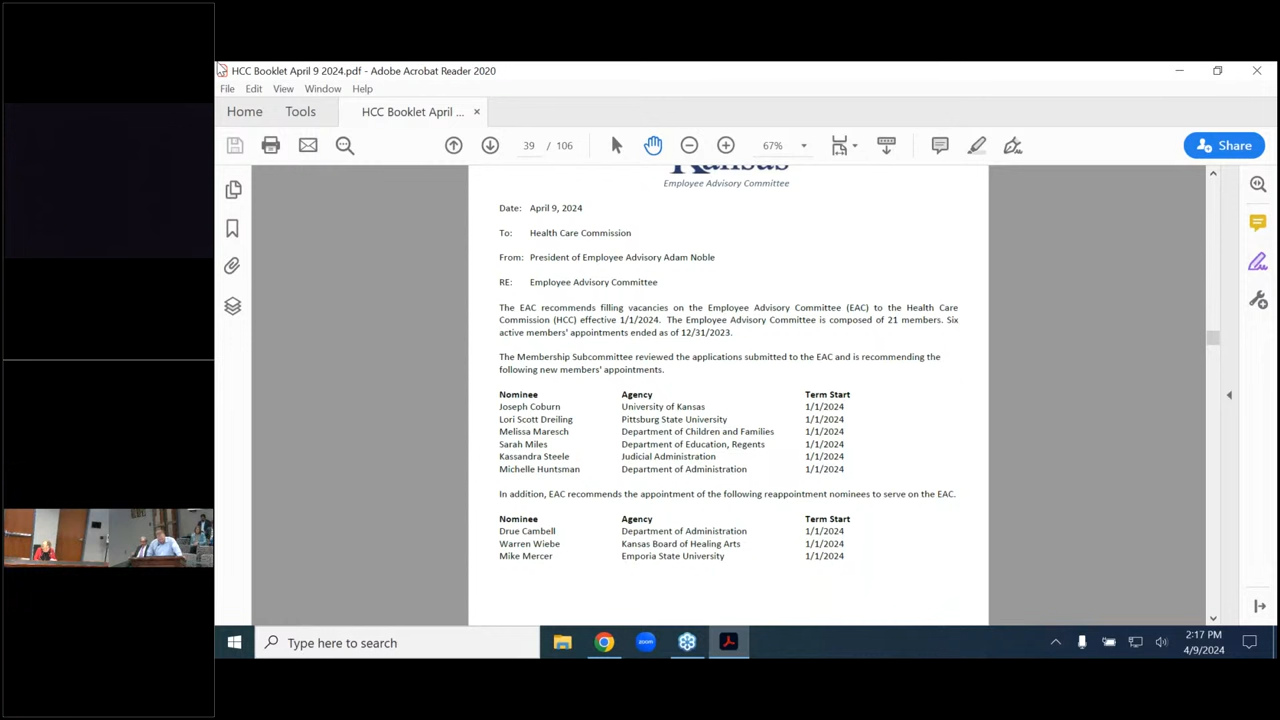 HCC Booklet April 9 2024.pdf - Adobe Acrobat Reader 2020
File Edit View Window Help
Home Tools HCC Booklet April ... ×
39 / 106 67% Share
Kansas
Employee Advisory Committee
Date: April 9, 2024
To: Health Care Commission
From: President of Employee Advisory Adam Noble
RE: Employee Advisory Committee
The EAC recommends filling vacancies on the Employee Advisory Committee (EAC) to the Health Care
Commission (HCC) effective 1/1/2024. The Employee Advisory Committee is composed of 21 members. Six
active members' appointments ended as of 12/31/2023.
The Membership Subcommittee reviewed the applications submitted to the EAC and is recommending the
following new members' appointments.
Nominee Agency Term Start
Joseph Coburn University of Kansas 1/1/2024
Lori Scott Dreiling Pittsburg State University 1/1/2024
Melissa Maresch Department of Children and Families 1/1/2024
Sarah Miles Department of Education, Regents 1/1/2024
Kassandra Steele Judicial Administration 1/1/2024
Michelle Huntsman Department of Administration 1/1/2024
In addition, EAC recommends the appointment of the following reappointment nominees to serve on the EAC.
Nominee Agency Term Start
Drue Cambell Department of Administration 1/1/2024
Warren Wiebe Kansas Board of Healing Arts 1/1/2024
Mike Mercer Emporia State University 1/1/2024
Type here to search
zoom
2:17 PM
4/9/2024